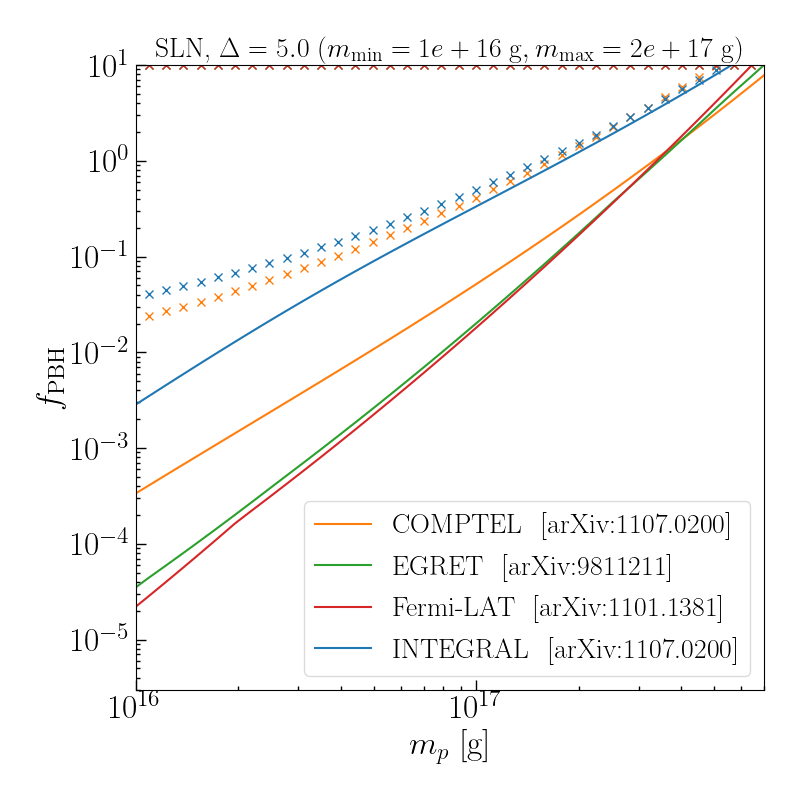 SLN, Δ = 5.0 (m_min = 1e + 16 g, m_max = 2e + 17 g)
10^1
10^0
10^−1
10^−2
10^−3
10^−4
10^−5
f_PBH
COMPTEL [arXiv:1107.0200]
EGRET [arXiv:9811211]
Fermi-LAT [arXiv:1101.1381]
INTEGRAL [arXiv:1107.0200]
10^16 10^17
m_p [g]